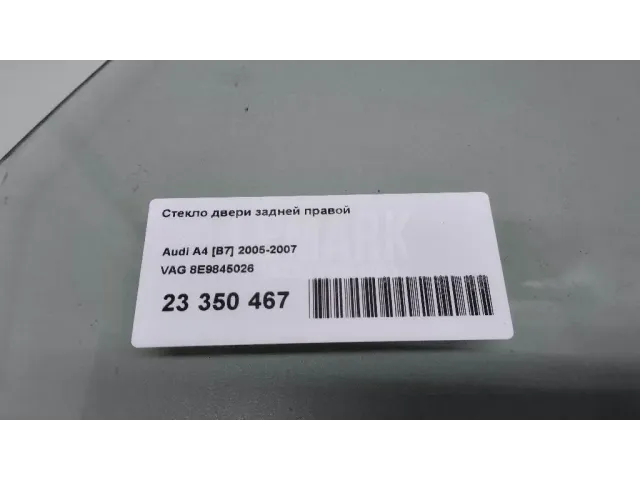 Стекло двери задней правой
Audi A4 [B7] 2005-2007
VAG 8E9845026
23 350 467